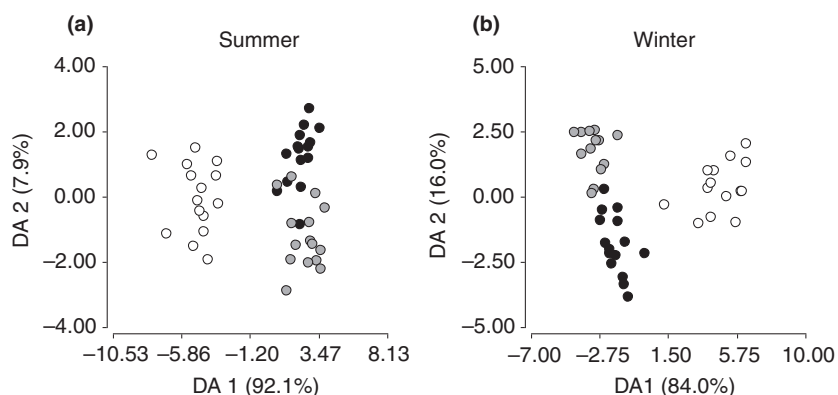 (a)
Summer
4.00
2.00
0.00
−2.00
−4.00
DA 2 (7.9%)
−10.53 −5.86 −1.20 3.47 8.13
DA 1 (92.1%)
(b)
Winter
5.00
2.50
0.00
−2.50
−5.00
DA 2 (16.0%)
−7.00 −2.75 1.50 5.75 10.00
DA1 (84.0%)